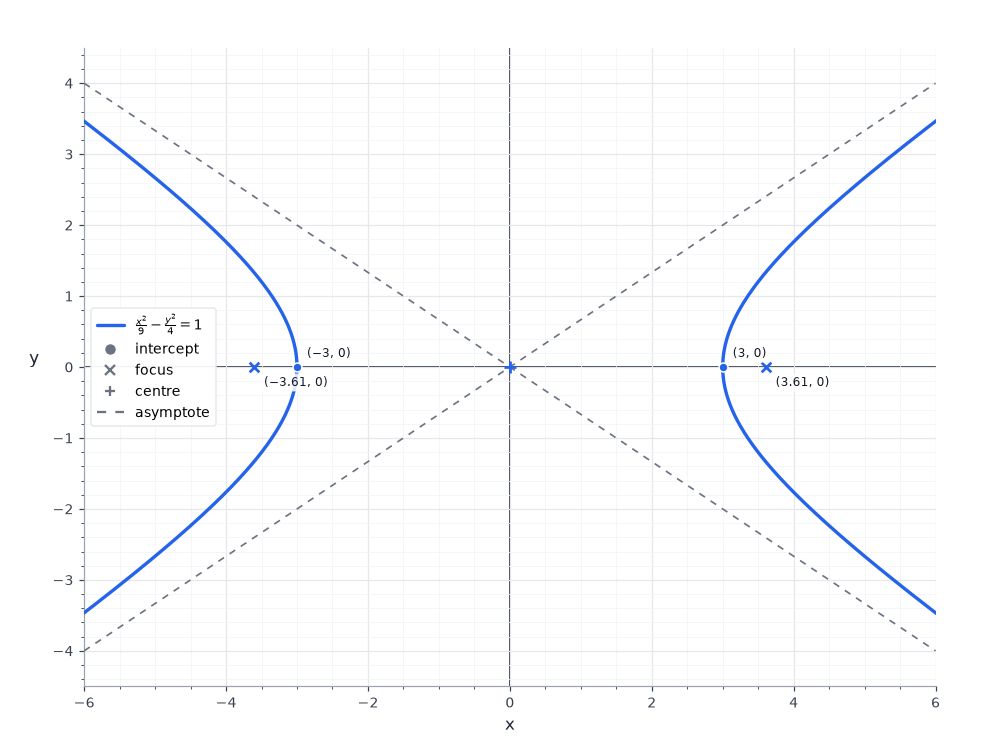 4
3
2
1
0
−1
−2
−3
−4
y
x²/9 − y²/4 = 1
intercept
focus
centre
asymptote
(−3, 0)
(−3.61, 0)
(3, 0)
(3.61, 0)
−6 −4 −2 0 2 4 6
x